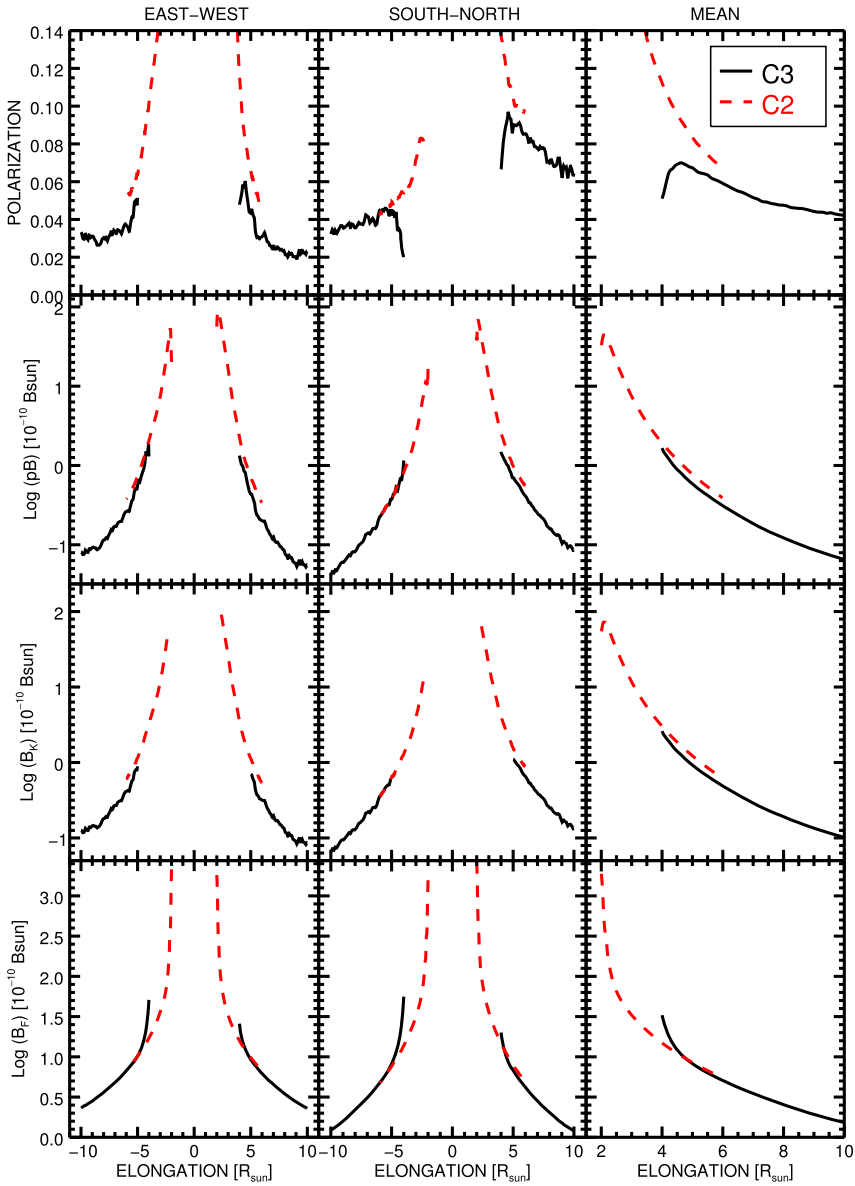 EAST−WEST SOUTH−NORTH MEAN
0.14
0.12
0.10
0.08
0.06
0.04
0.02
0.00
POLARIZATION
C3
C2
2
1
0
−1
Log (pB) [10⁻¹⁰ Bsun]
2
1
0
−1
Log (B_K) [10⁻¹⁰ Bsun]
3.0
2.5
2.0
1.5
1.0
0.5
0.0
Log (B_F) [10⁻¹⁰ Bsun]
−10 −5 0 5 10 −10 −5 0 5 10 2 4 6 8 10
ELONGATION [R_sun] ELONGATION [R_sun] ELONGATION [R_sun]